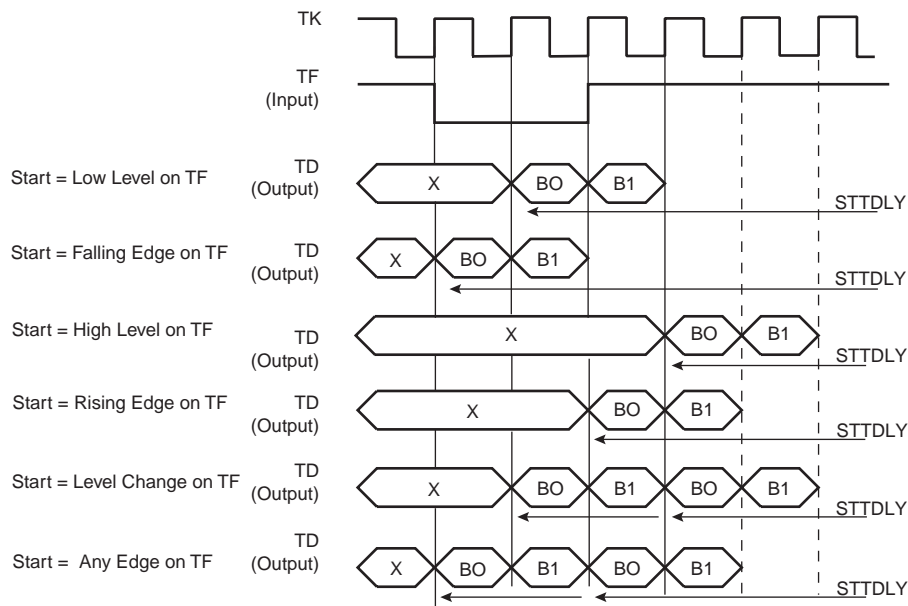 TK
TF
(Input)
Start = Low Level on TF
TD
(Output)
X
BO
B1
STTDLY
Start = Falling Edge on TF
TD
(Output)
X
BO
B1
STTDLY
Start = High Level on TF
TD
(Output)
X
BO
B1
STTDLY
Start = Rising Edge on TF
TD
(Output)
X
BO
B1
STTDLY
Start = Level Change on TF
TD
(Output)
X
BO
B1
BO
B1
STTDLY
Start = Any Edge on TF
TD
(Output)
X
BO
B1
BO
B1
STTDLY